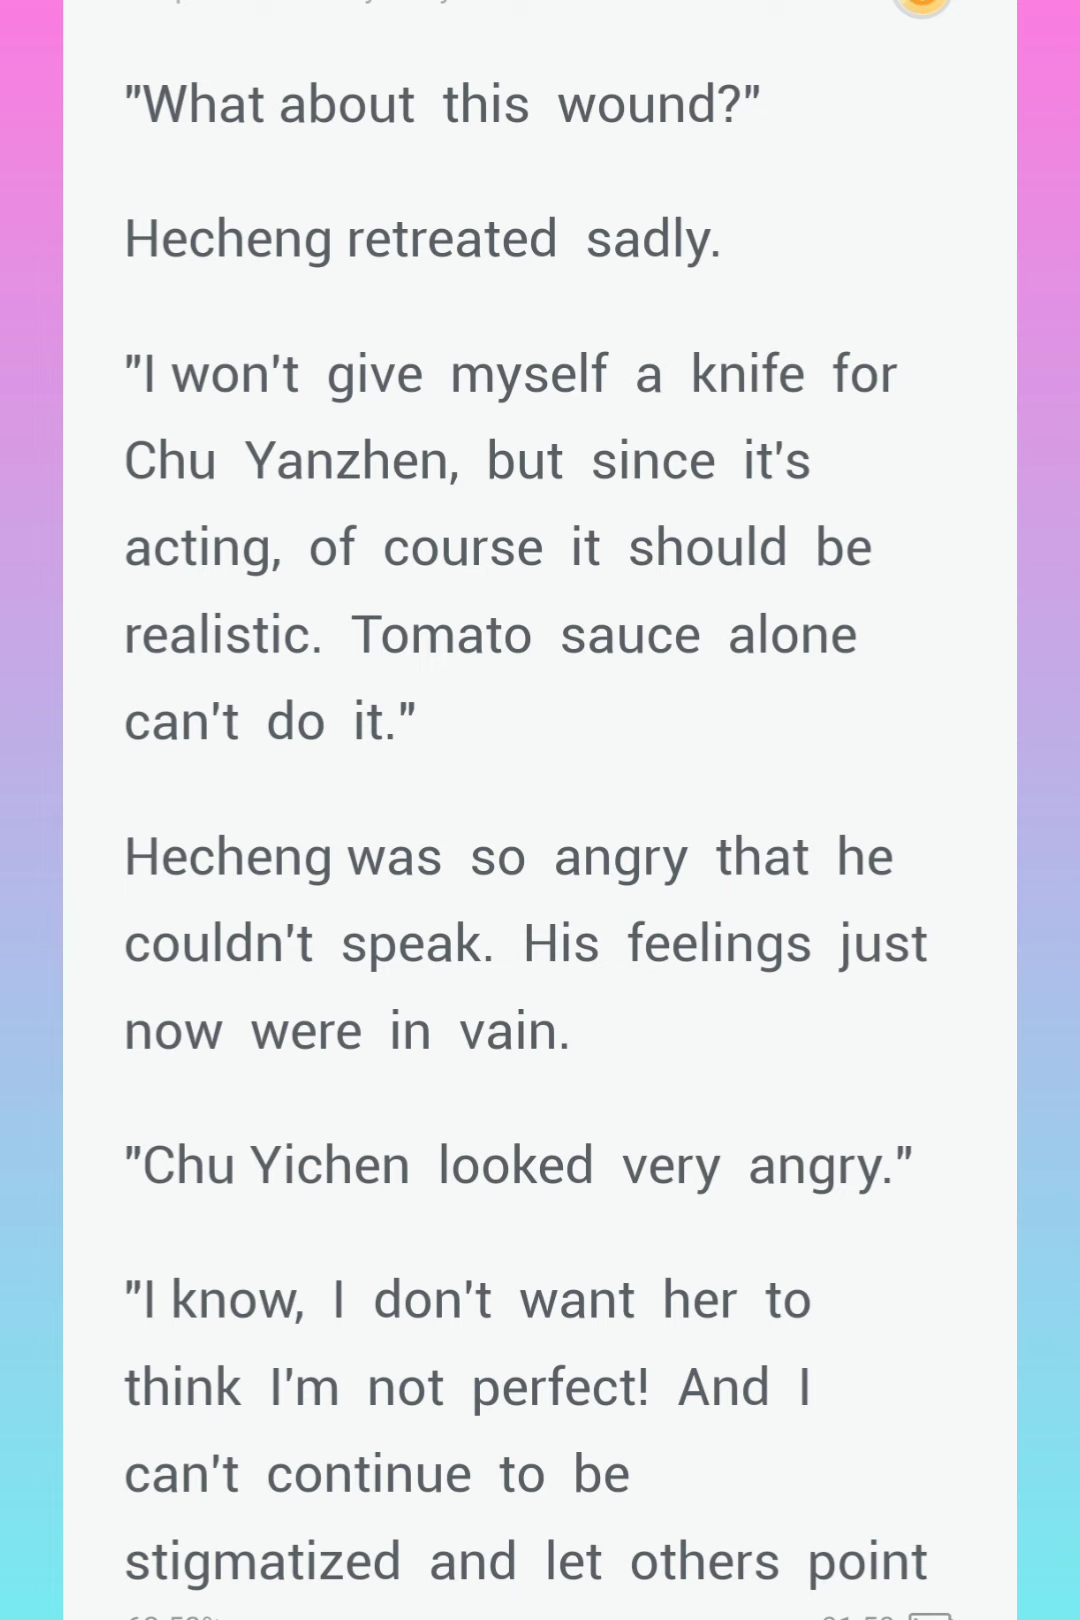 "What about this wound?"
Hecheng retreated sadly.
"I won't give myself a knife for
Chu Yanzhen, but since it's
acting, of course it should be
realistic. Tomato sauce alone
can't do it."
Hecheng was so angry that he
couldn't speak. His feelings just
now were in vain.
"Chu Yichen looked very angry."
"I know, I don't want her to
think I'm not perfect! And I
can't continue to be
stigmatized and let others point